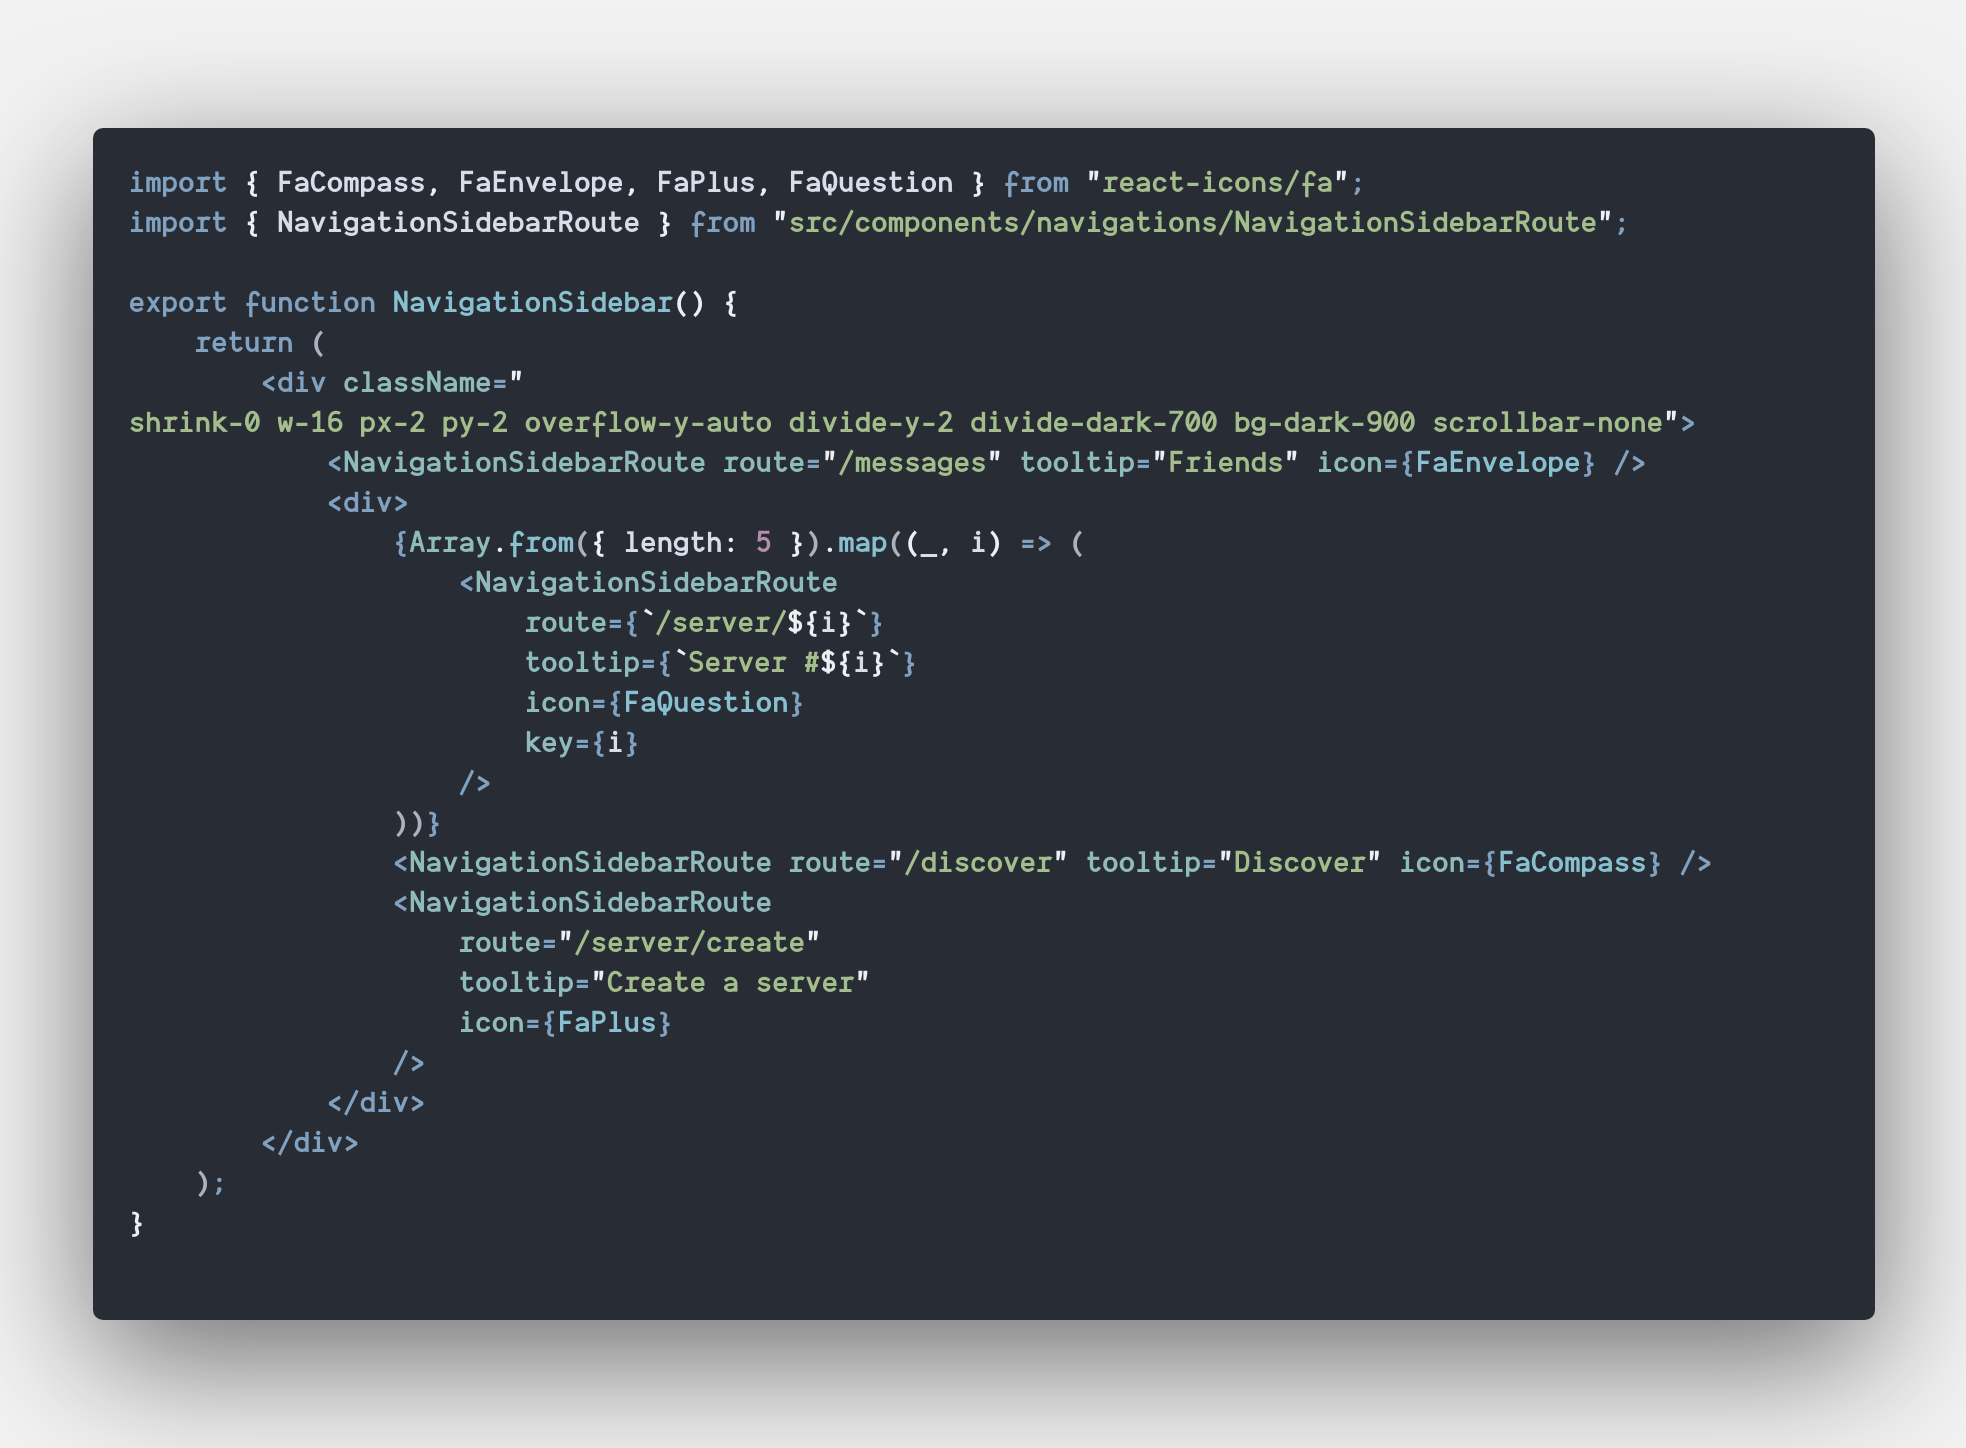 import { FaCompass, FaEnvelope, FaPlus, FaQuestion } from "react-icons/fa";
import { NavigationSidebarRoute } from "src/components/navigations/NavigationSidebarRoute";

export function NavigationSidebar() {
    return (
        <div className="
shrink-0 w-16 px-2 py-2 overflow-y-auto divide-y-2 divide-dark-700 bg-dark-900 scrollbar-none">
            <NavigationSidebarRoute route="/messages" tooltip="Friends" icon={FaEnvelope} />
            <div>
                {Array.from({ length: 5 }).map((_, i) => (
                    <NavigationSidebarRoute
                        route={`/server/${i}`}
                        tooltip={`Server #${i}`}
                        icon={FaQuestion}
                        key={i}
                    />
                ))}
                <NavigationSidebarRoute route="/discover" tooltip="Discover" icon={FaCompass} />
                <NavigationSidebarRoute
                    route="/server/create"
                    tooltip="Create a server"
                    icon={FaPlus}
                />
            </div>
        </div>
    );
}